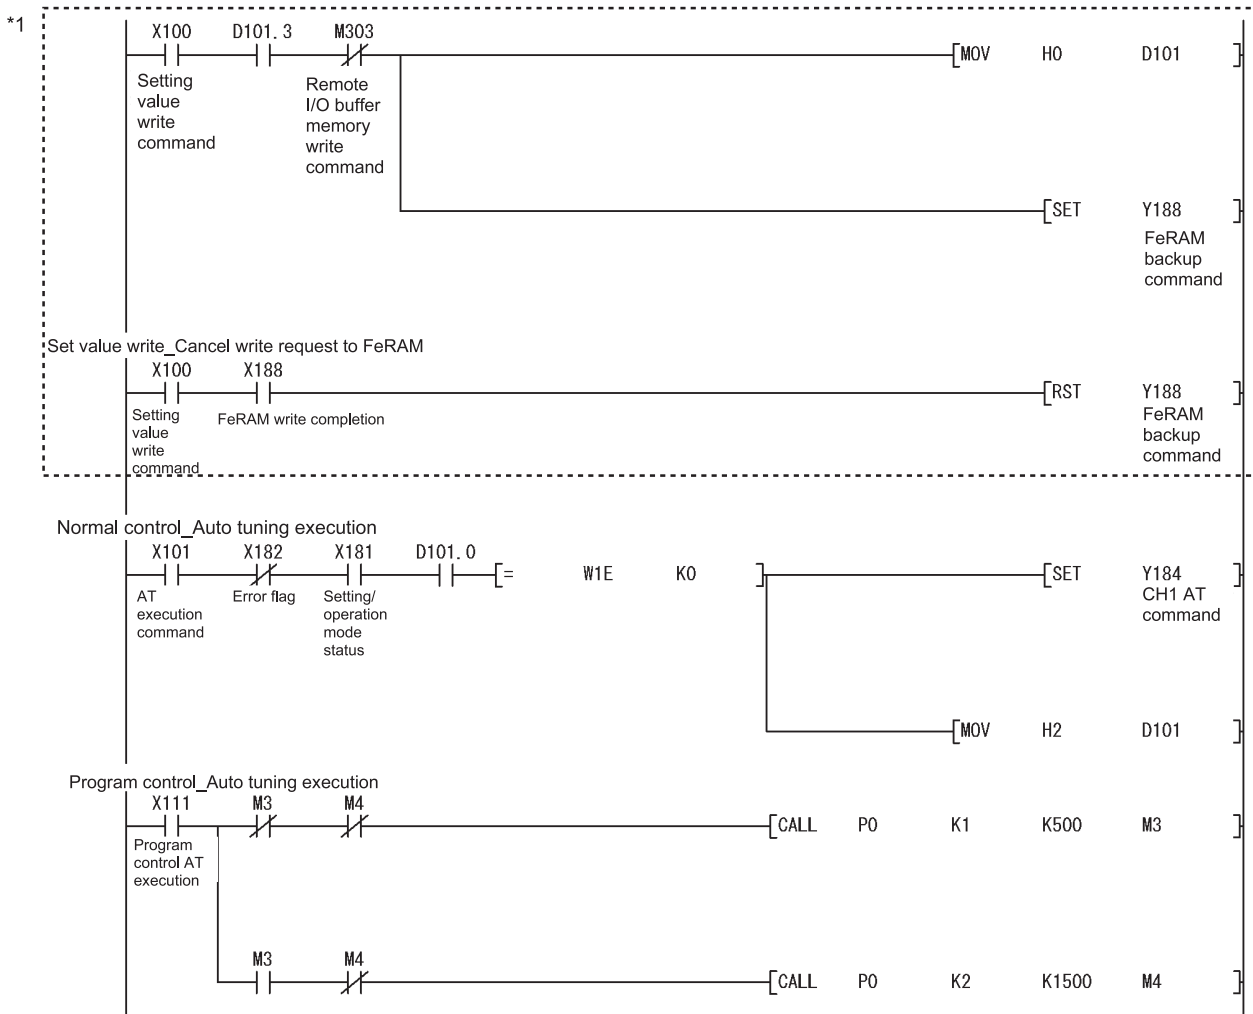 *1
X100 D101.3 M303
[MOV H0 D101 ]
Setting
value
write
command
Remote
I/O buffer
memory
write
command
[SET Y188 ]
FeRAM
backup
command
Set value write_Cancel write request to FeRAM
X100 X188
[RST Y188 ]
Setting
value
write
command
FeRAM write completion
FeRAM
backup
command
Normal control_Auto tuning execution
X101 X182 X181 D101.0
[= W1E K0 ]
[SET Y184 ]
AT
execution
command
Error flag
Setting/
operation
mode
status
CH1 AT
command
[MOV H2 D101 ]
Program control_Auto tuning execution
X111 M3 M4
[CALL P0 K1 K500 M3 ]
Program
control AT
execution
M3 M4
[CALL P0 K2 K1500 M4 ]